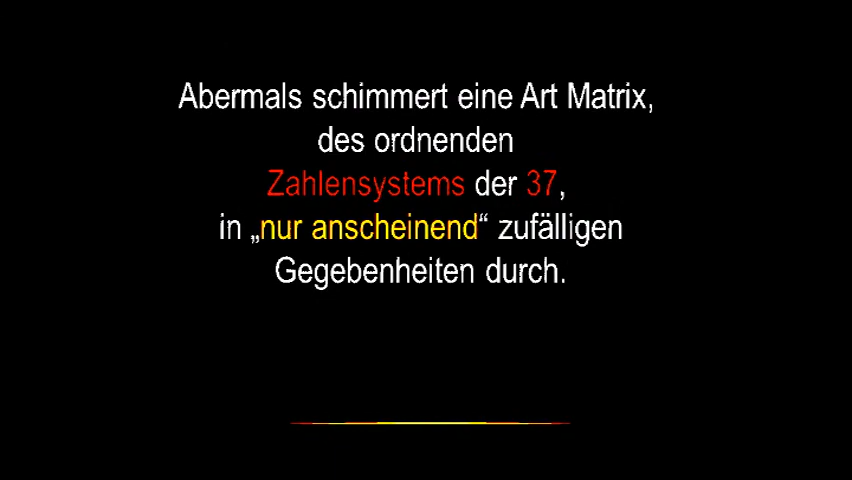 Abermals schimmert eine Art Matrix,
des ordnenden
Zahlensystems der 37,
in „nur anscheinend“ zufälligen
Gegebenheiten durch.